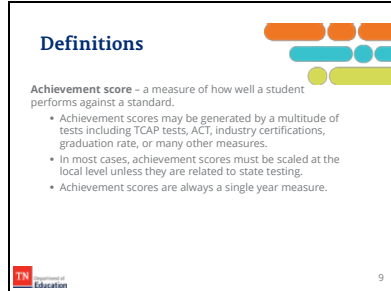 Definitions
Achievement score – a measure of how well a student
performs against a standard.
• Achievement scores may be generated by a multitude of
tests including TCAP tests, ACT, industry certifications,
graduation rate, or many other measures.
• In most cases, achievement scores must be scaled at the
local level unless they are related to state testing.
• Achievement scores are always a single year measure.
TN
Department of
Education
9